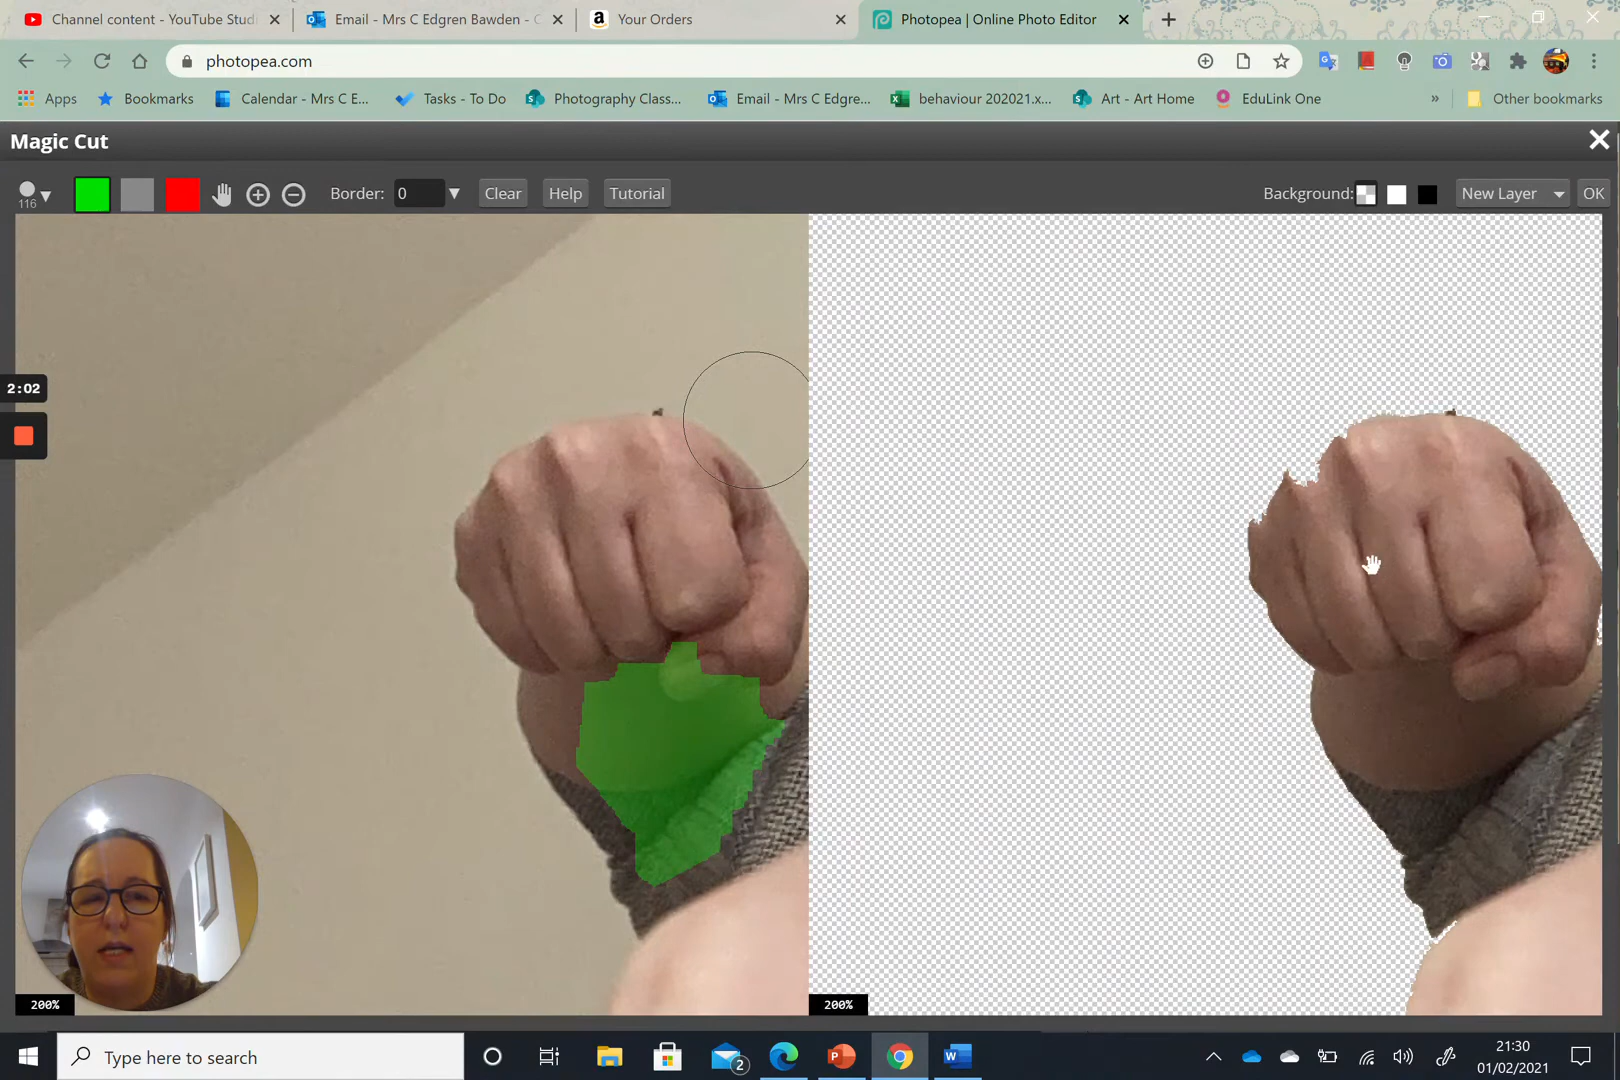 Channel content - YouTube Studi
Email - Mrs C Edgren Bawden - C
Your Orders
Photopea | Online Photo Editor
photopea.com
Apps
Bookmarks
Calendar - Mrs C E...
Tasks - To Do
Photography Class...
Email - Mrs C Edgre...
behaviour 202021.x...
Art - Art Home
EduLink One
»
Other bookmarks
Magic Cut
116
Border:
0
Clear
Help
Tutorial
Background:
New Layer
OK
2:02
200%
200%
Type here to search
2
21:30
01/02/2021